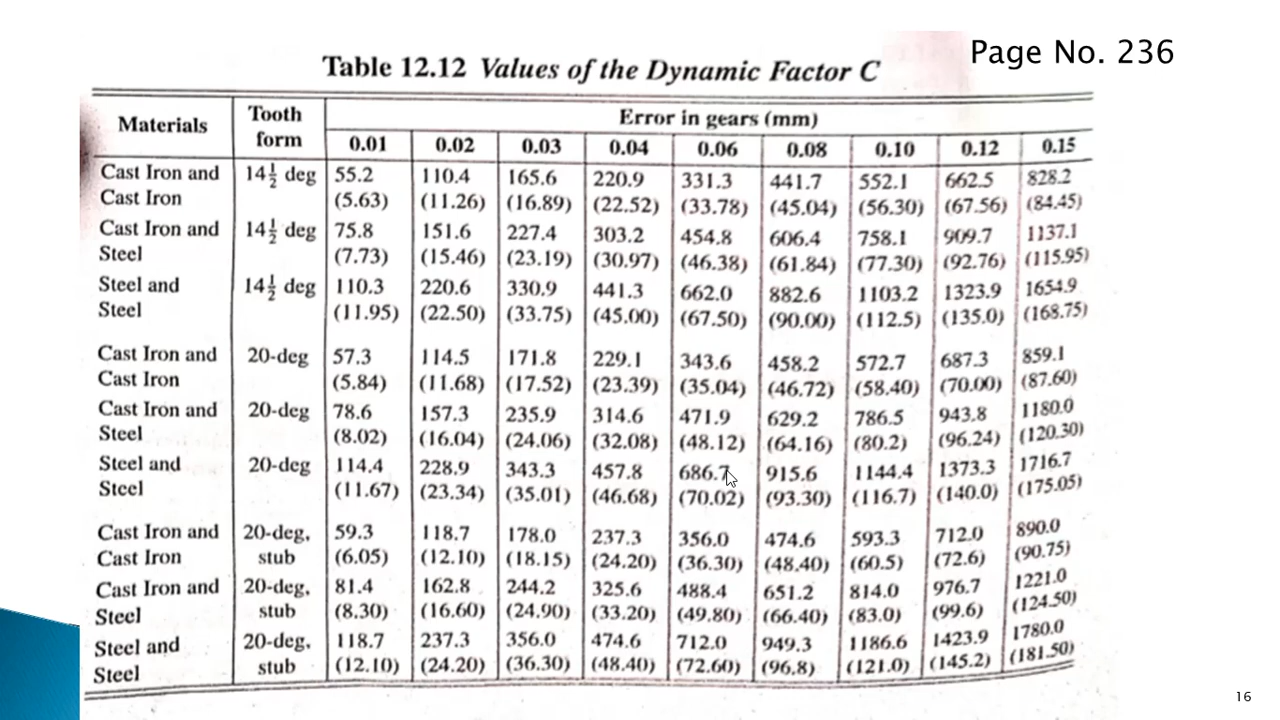 Page No. 236
Table 12.12 Values of the Dynamic Factor C
Materials Tooth form Error in gears (mm)
0.01 0.02 0.03 0.04 0.06 0.08 0.10 0.12 0.15
Cast Iron and 14½ deg 55.2 110.4 165.6 220.9 331.3 441.7 552.1 662.5 828.2
Cast Iron (5.63) (11.26) (16.89) (22.52) (33.78) (45.04) (56.30) (67.56) (84.45)
Cast Iron and 14½ deg 75.8 151.6 227.4 303.2 454.8 606.4 758.1 909.7 1137.1
Steel (7.73) (15.46) (23.19) (30.97) (46.38) (61.84) (77.30) (92.76) (115.95)
Steel and 14½ deg 110.3 220.6 330.9 441.3 662.0 882.6 1103.2 1323.9 1654.9
Steel (11.95) (22.50) (33.75) (45.00) (67.50) (90.00) (112.5) (135.0) (168.75)
Cast Iron and 20-deg 57.3 114.5 171.8 229.1 343.6 458.2 572.7 687.3 859.1
Cast Iron (5.84) (11.68) (17.52) (23.39) (35.04) (46.72) (58.40) (70.00) (87.60)
Cast Iron and 20-deg 78.6 157.3 235.9 314.6 471.9 629.2 786.5 943.8 1180.0
Steel (8.02) (16.04) (24.06) (32.08) (48.12) (64.16) (80.2) (96.24) (120.30)
Steel and 20-deg 114.4 228.9 343.3 457.8 686.7 915.6 1144.4 1373.3 1716.7
Steel (11.67) (23.34) (35.01) (46.68) (70.02) (93.30) (116.7) (140.0) (175.05)
Cast Iron and 20-deg, 59.3 118.7 178.0 237.3 356.0 474.6 593.3 712.0 890.0
Cast Iron stub (6.05) (12.10) (18.15) (24.20) (36.30) (48.40) (60.5) (72.6) (90.75)
Cast Iron and 20-deg, 81.4 162.8 244.2 325.6 488.4 651.2 814.0 976.7 1221.0
Steel stub (8.30) (16.60) (24.90) (33.20) (49.80) (66.40) (83.0) (99.6) (124.50)
Steel and 20-deg, 118.7 237.3 356.0 474.6 712.0 949.3 1186.6 1423.9 1780.0
Steel stub (12.10) (24.20) (36.30) (48.40) (72.60) (96.8) (121.0) (145.2) (181.50)
16